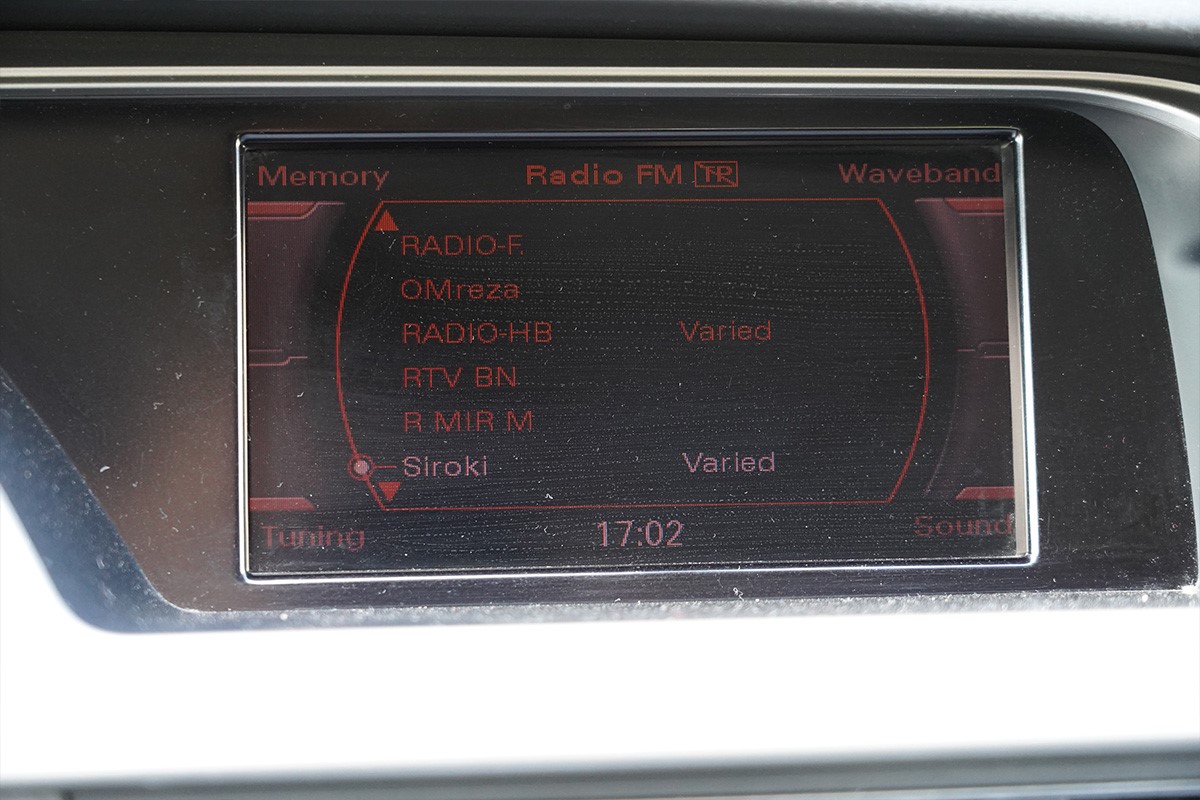 Memory Radio FM TP Waveband
RADIO-F.
OMreza
RADIO-HB Varied
RTV BN
R MIR M
Siroki Varied
Tuning 17:02 Sound